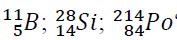 ¹¹₅B; ²⁸₁₄Si; ²¹⁴₈₄Po‘